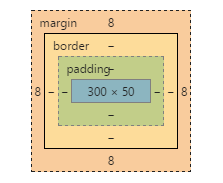 margin 8
border –
padding –
8 – – 300 × 50 – – 8
–
–
8